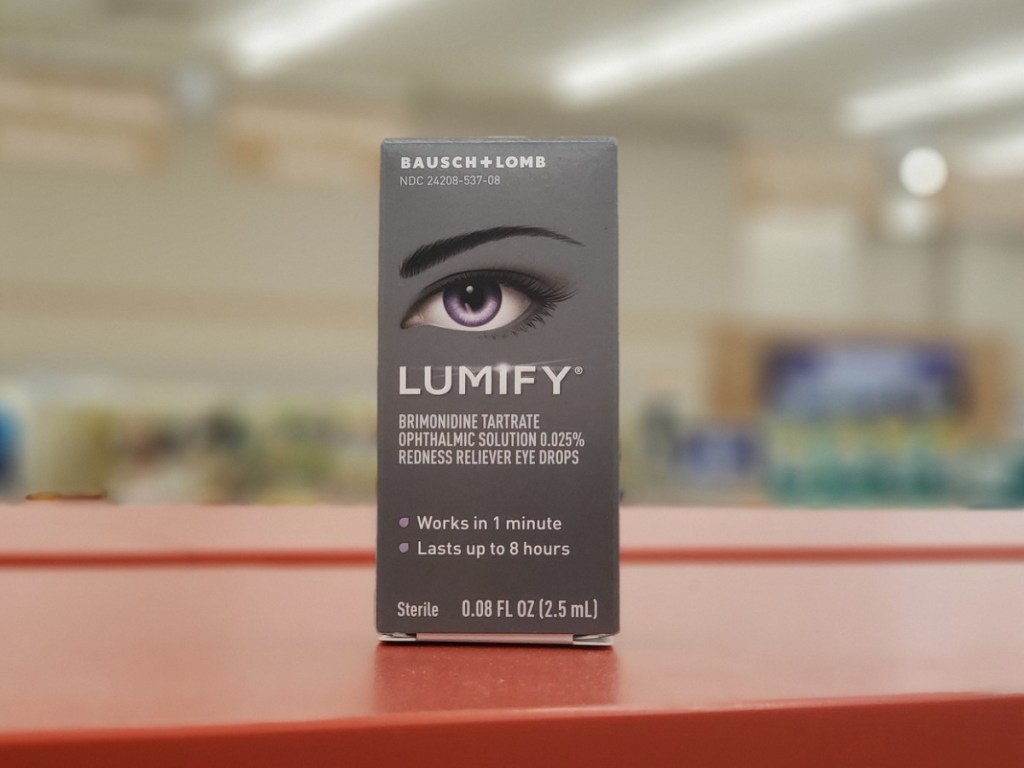 BAUSCH+LOMB
NDC 24208-537-08
LUMIFY®
BRIMONIDINE TARTRATE
OPHTHALMIC SOLUTION 0.025%
REDNESS RELIEVER EYE DROPS
Works in 1 minute
Lasts up to 8 hours
Sterile 0.08 FL OZ (2.5 mL)